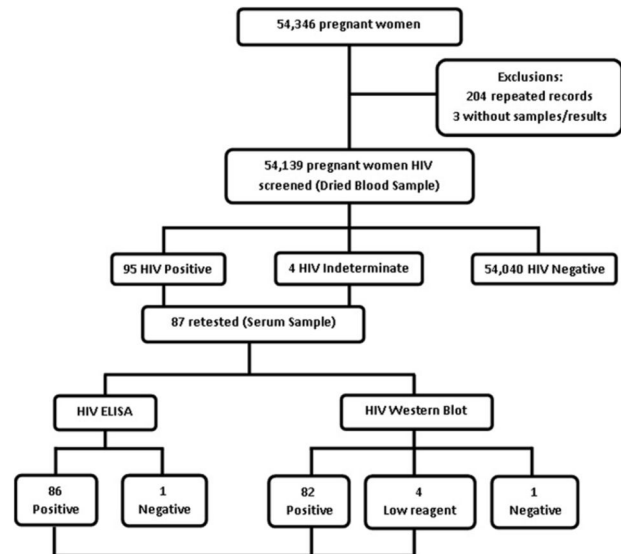 54,346 pregnant women
Exclusions:
204 repeated records
3 without samples/results
54,139 pregnant women HIV
screened (Dried Blood Sample)
95 HIV Positive
4 HIV Indeterminate
54,040 HIV Negative
87 retested (Serum Sample)
HIV ELISA
HIV Western Blot
86
Positive
1
Negative
82
Positive
4
Low reagent
1
Negative